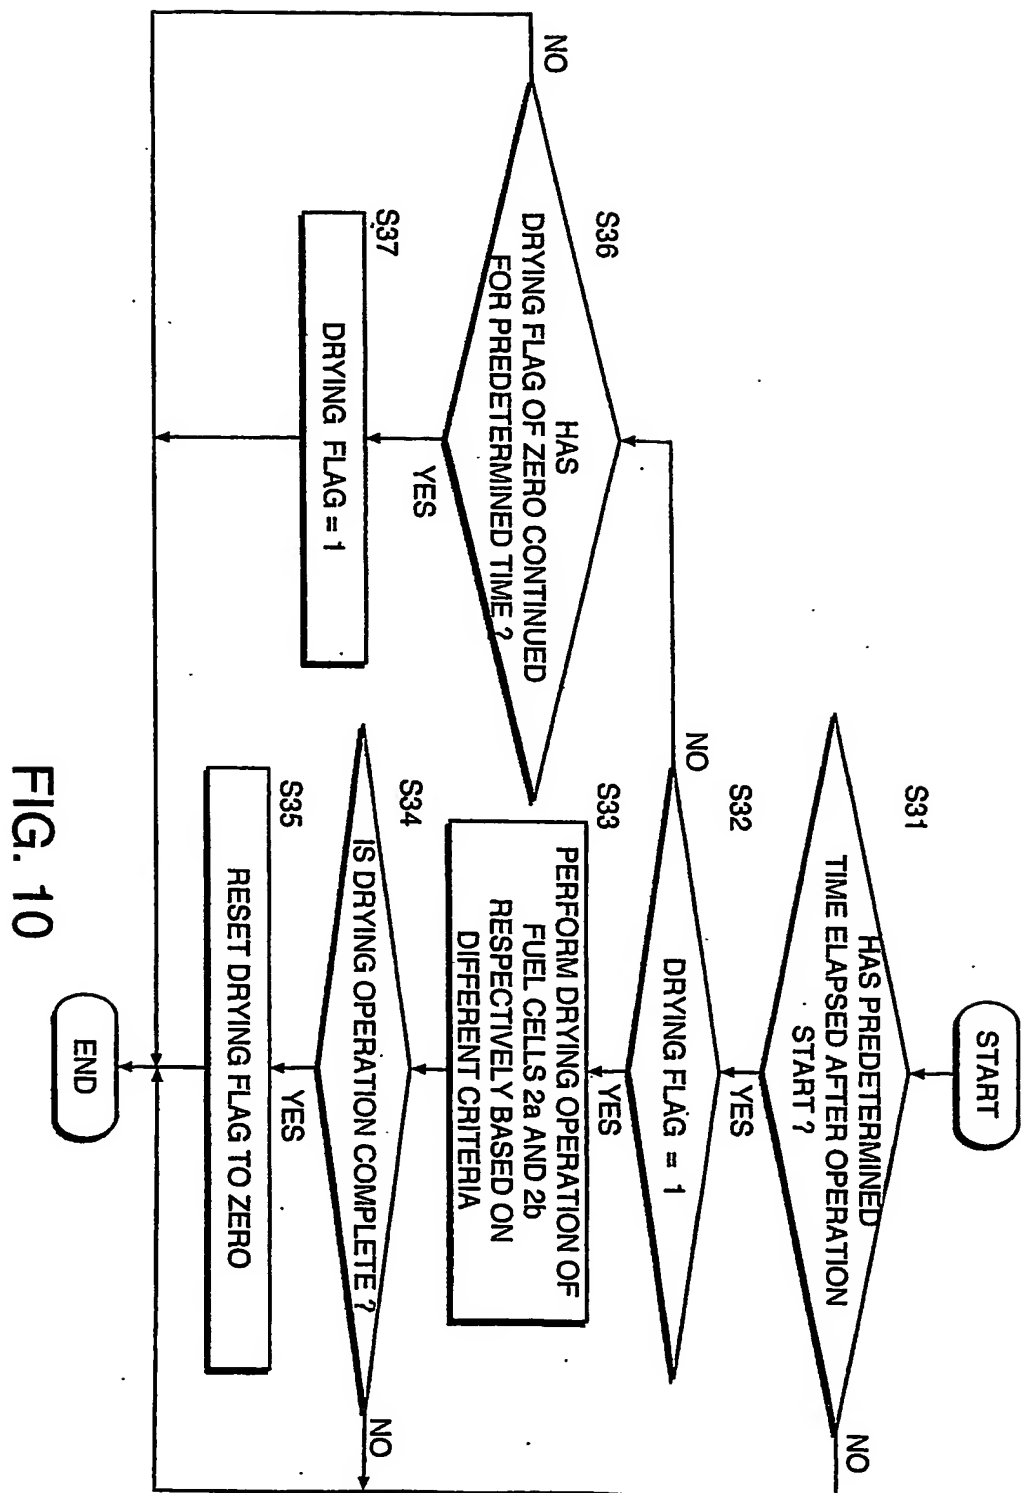 START
S31
HAS PREDETERMINED
TIME ELAPSED AFTER OPERATION
START ?
NO
YES
S32
DRYING FLAG = 1
NO
YES
S33
PERFORM DRYING OPERATION OF
FUEL CELLS 2a AND 2b
RESPECTIVELY BASED ON
DIFFERENT CRITERIA
S34
IS DRYING OPERATION COMPLETE ?
NO
YES
S35
RESET DRYING FLAG TO ZERO
S36
HAS
DRYING FLAG OF ZERO CONTINUED
FOR PREDETERMINED TIME ?
NO
YES
S37
DRYING FLAG = 1
END
FIG. 10